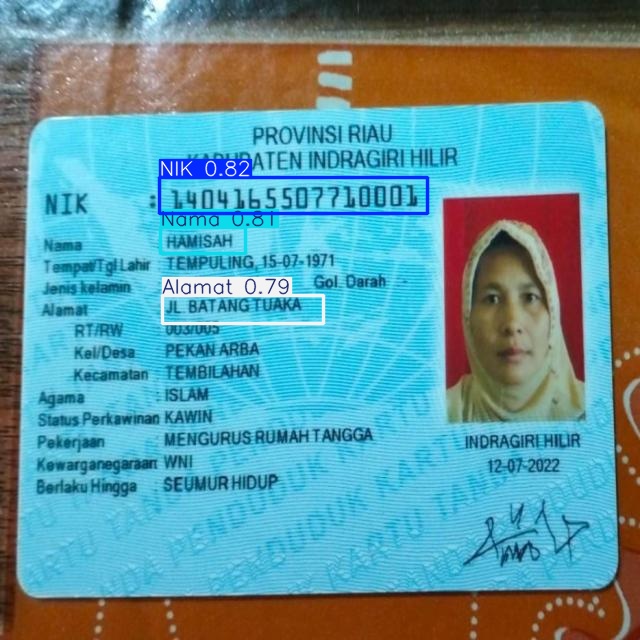 PROVINSI RIAU
KABUPATEN INDRAGIRI HILIR
NIK 0.82
NIK : 1404165507710001
Nama 0.81
Nama HAMISAH
Tempat/Tgl Lahir TEMPULING, 15-07-1971
Jenis kelamin Gol. Darah -
Alamat 0.79
Alamat JL. BATANG TUAKA
RT/RW 003/005
Kel/Desa PEKAN ARBA
Kecamatan TEMBILAHAN
Agama : ISLAM
Status Perkawinan KAWIN
Pekerjaan MENGURUS RUMAH TANGGA
Kewarganegaraan WNI
Berlaku Hingga SEUMUR HIDUP
INDRAGIRI HILIR
12-07-2022